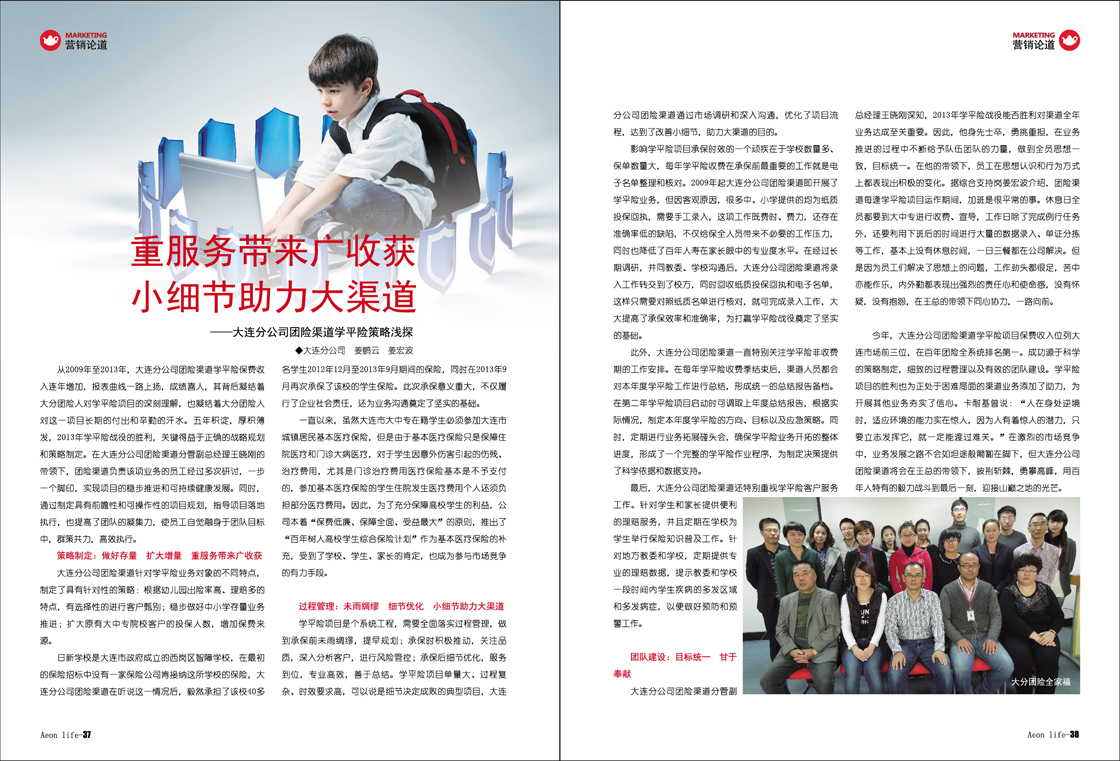 MARKETING
营销论道
重服务带来广收获
小细节助力大渠道
——大连分公司团险渠道学平险策略浅探
◆大连分公司　姜鹏云　姜宏波
从2009年至2013年，大连分公司团险渠道学平险保费收
入连年增加，报表曲线一路上扬，成绩喜人，其背后凝结着
大分团险人对学平险项目的深刻理解，也凝结着大分团险人
对这一项目长期的付出和辛勤的汗水。五年积淀，厚积薄
发，2013年学平险战役的胜利，关键得益于正确的战略规划
和策略制定。在大连分公司团险渠道分管副总经理王晓刚的
带领下，团险渠道负责该项业务的员工经过多次研讨，一步
一个脚印，实现项目的稳步推进和可持续健康发展。同时，
通过制定具有前瞻性和可操作性的项目规划，指导项目落地
执行，也提高了团队的凝集力，使员工自觉融身于团队目标
中，群策共力，高效执行。
策略制定：做好存量　扩大增量　重服务带来广收获
大连分公司团险渠道针对学平险业务对象的不同特点，
制定了具有针对性的策略：根据幼儿园出险率高、理赔多的
特点，有选择性的进行客户甄别；稳步做好中小学存量业务
推进；扩大原有大中专院校客户的投保人数，增加保费来
源。
日新学校是大连市政府成立的西岗区智障学校，在最初
的保险招标中没有一家保险公司肯接纳这所学校的保险，大
连分公司团险渠道在听说这一情况后，毅然承担了该校40多
名学生2012年12月至2013年9月期间的保险，同时在2013年9
月再次承保了该校的学生保险。此次承保意义重大，不仅履
行了企业社会责任，还为业务沟通奠定了坚实的基础。
一直以来，虽然大连市大中专在籍学生必须参加大连市
城镇居民基本医疗保险，但是由于基本医疗保险只是保障住
院医疗和门诊大病医疗，对于学生因意外伤害引起的伤残、
治疗费用，尤其是门诊治疗费用医疗保险基本是不予支付
的，参加基本医疗保险的学生住院发生医疗费用个人还须负
担部分医疗费用。因此，为了充分保障高校学生的利益，公
司本着“保费低廉、保障全面、受益最大”的原则，推出了
“百年树人高校学生综合保险计划”作为基本医疗保险的补
充，受到了学校、学生、家长的肯定，也成为参与市场竞争
的有力手段。
过程管理：未雨绸缪　细节优化　小细节助力大渠道
学平险项目是个系统工程，需要全面落实过程管理，做
到承保前未雨绸缪，提早规划；承保时积极推动，关注品
质，深入分析客户，进行风险管控；承保后细节优化，服务
到位，专业高效，善于总结。学平险项目单量大、过程复
杂、时效要求高，可以说是细节决定成败的典型项目，大连
Aeon life-37
MARKETING
营销论道
分公司团险渠道通过市场调研和深入沟通，优化了项目流
程，达到了改善小细节，助力大渠道的目的。
影响学平险项目承保时效的一个顽疾在于学校数量多、
保单数量大，每年学平险收费在承保前最重要的工作就是电
子名单整理和核对。2009年起大连分公司团险渠道即开展了
学平险业务，但因客观原因，很多中、小学提供的均为纸质
投保回执，需要手工录入，这项工作既费时、费力，还存在
准确率低的缺陷，不仅给保全人员带来不必要的工作压力，
同时也降低了百年人寿在家长眼中的专业度水平。在经过长
期调研，并同教委、学校沟通后，大连分公司团险渠道将录
入工作转交到了校方，同时回收纸质投保回执和电子名单，
这样只需要对照纸质名单进行核对，就可完成录入工作，大
大提高了承保效率和准确率，为打赢学平险战役奠定了坚实
的基础。
此外，大连分公司团险渠道一直特别关注学平险非收费
期的工作安排。在每年学平险收费季结束后，渠道人员都会
对本年度学平险工作进行总结，形成统一的总结报告备档。
在第二年学平险项目启动时可调取上年度总结报告，根据实
际情况，制定本年度学平险的方向、目标以及应急策略。同
时，定期进行业务拓展碰头会，确保学平险业务开拓的整体
进度，形成了一个完整的学平险作业程序，为制定决策提供
了科学依据和数据支持。
最后，大连分公司团险渠道还特别重视学平险客户服务
工作。针对学生和家长提供便利
的理赔服务，并且定期在学校为
学生举行保险知识普及工作。针
对地方教委和学校，定期提供专
业的理赔数据，提示教委和学校
一段时间内学生疾病的多发区域
和多发病症，以便做好预防和预
警工作。
团队建设：目标统一　甘于
奉献
大连分公司团险渠道分管副
总经理王晓刚深知，2013年学平险战役能否胜利对渠道全年
业务达成至关重要。因此，他身先士卒，勇挑重担，在业务
推进的过程中不断给予队伍团队的力量，做到全员思想一
致，目标统一。在他的带领下，员工在思想认识和行为方式
上都表现出积极的变化。据综合支持岗姜宏波介绍，团险渠
道每逢学平险项目运作期间，加班是很平常的事。休息日全
员都要到大中专进行收费、宣导，工作日除了完成例行任务
外，还要利用下班后的时间进行大量的数据录入、单证分拣
等工作，基本上没有休息时间，一日三餐都在公司解决。但
是因为员工们解决了思想上的问题，工作劲头都很足，苦中
亦能作乐，内外勤都表现出强烈的责任心和使命感，没有怀
疑，没有抱怨，在王总的带领下同心协力，一路向前。
今年，大连分公司团险渠道学平险项目保费收入位列大
连市场前三位，在百年团险全系统排名第一。成功源于科学
的策略制定，细致的过程管理以及有效的团队建设。学平险
项目的胜利也为正处于困难局面的渠道业务添加了助力，为
开展其他业务夯实了信心。卡耐基曾说：“人在身处逆境
时，适应环境的能力实在惊人，因为人有着惊人的潜力，只
要立志发挥它，就一定能渡过难关。”在激烈的市场竞争
中，业务发展之路不会如坦途般匍匐在脚下，但大连分公司
团险渠道将会在王总的带领下，披荆斩棘，勇攀高峰，用百
年人特有的毅力战斗到最后一刻，迎接山巅之地的光芒。
大分团险全家福
Aeon life-38